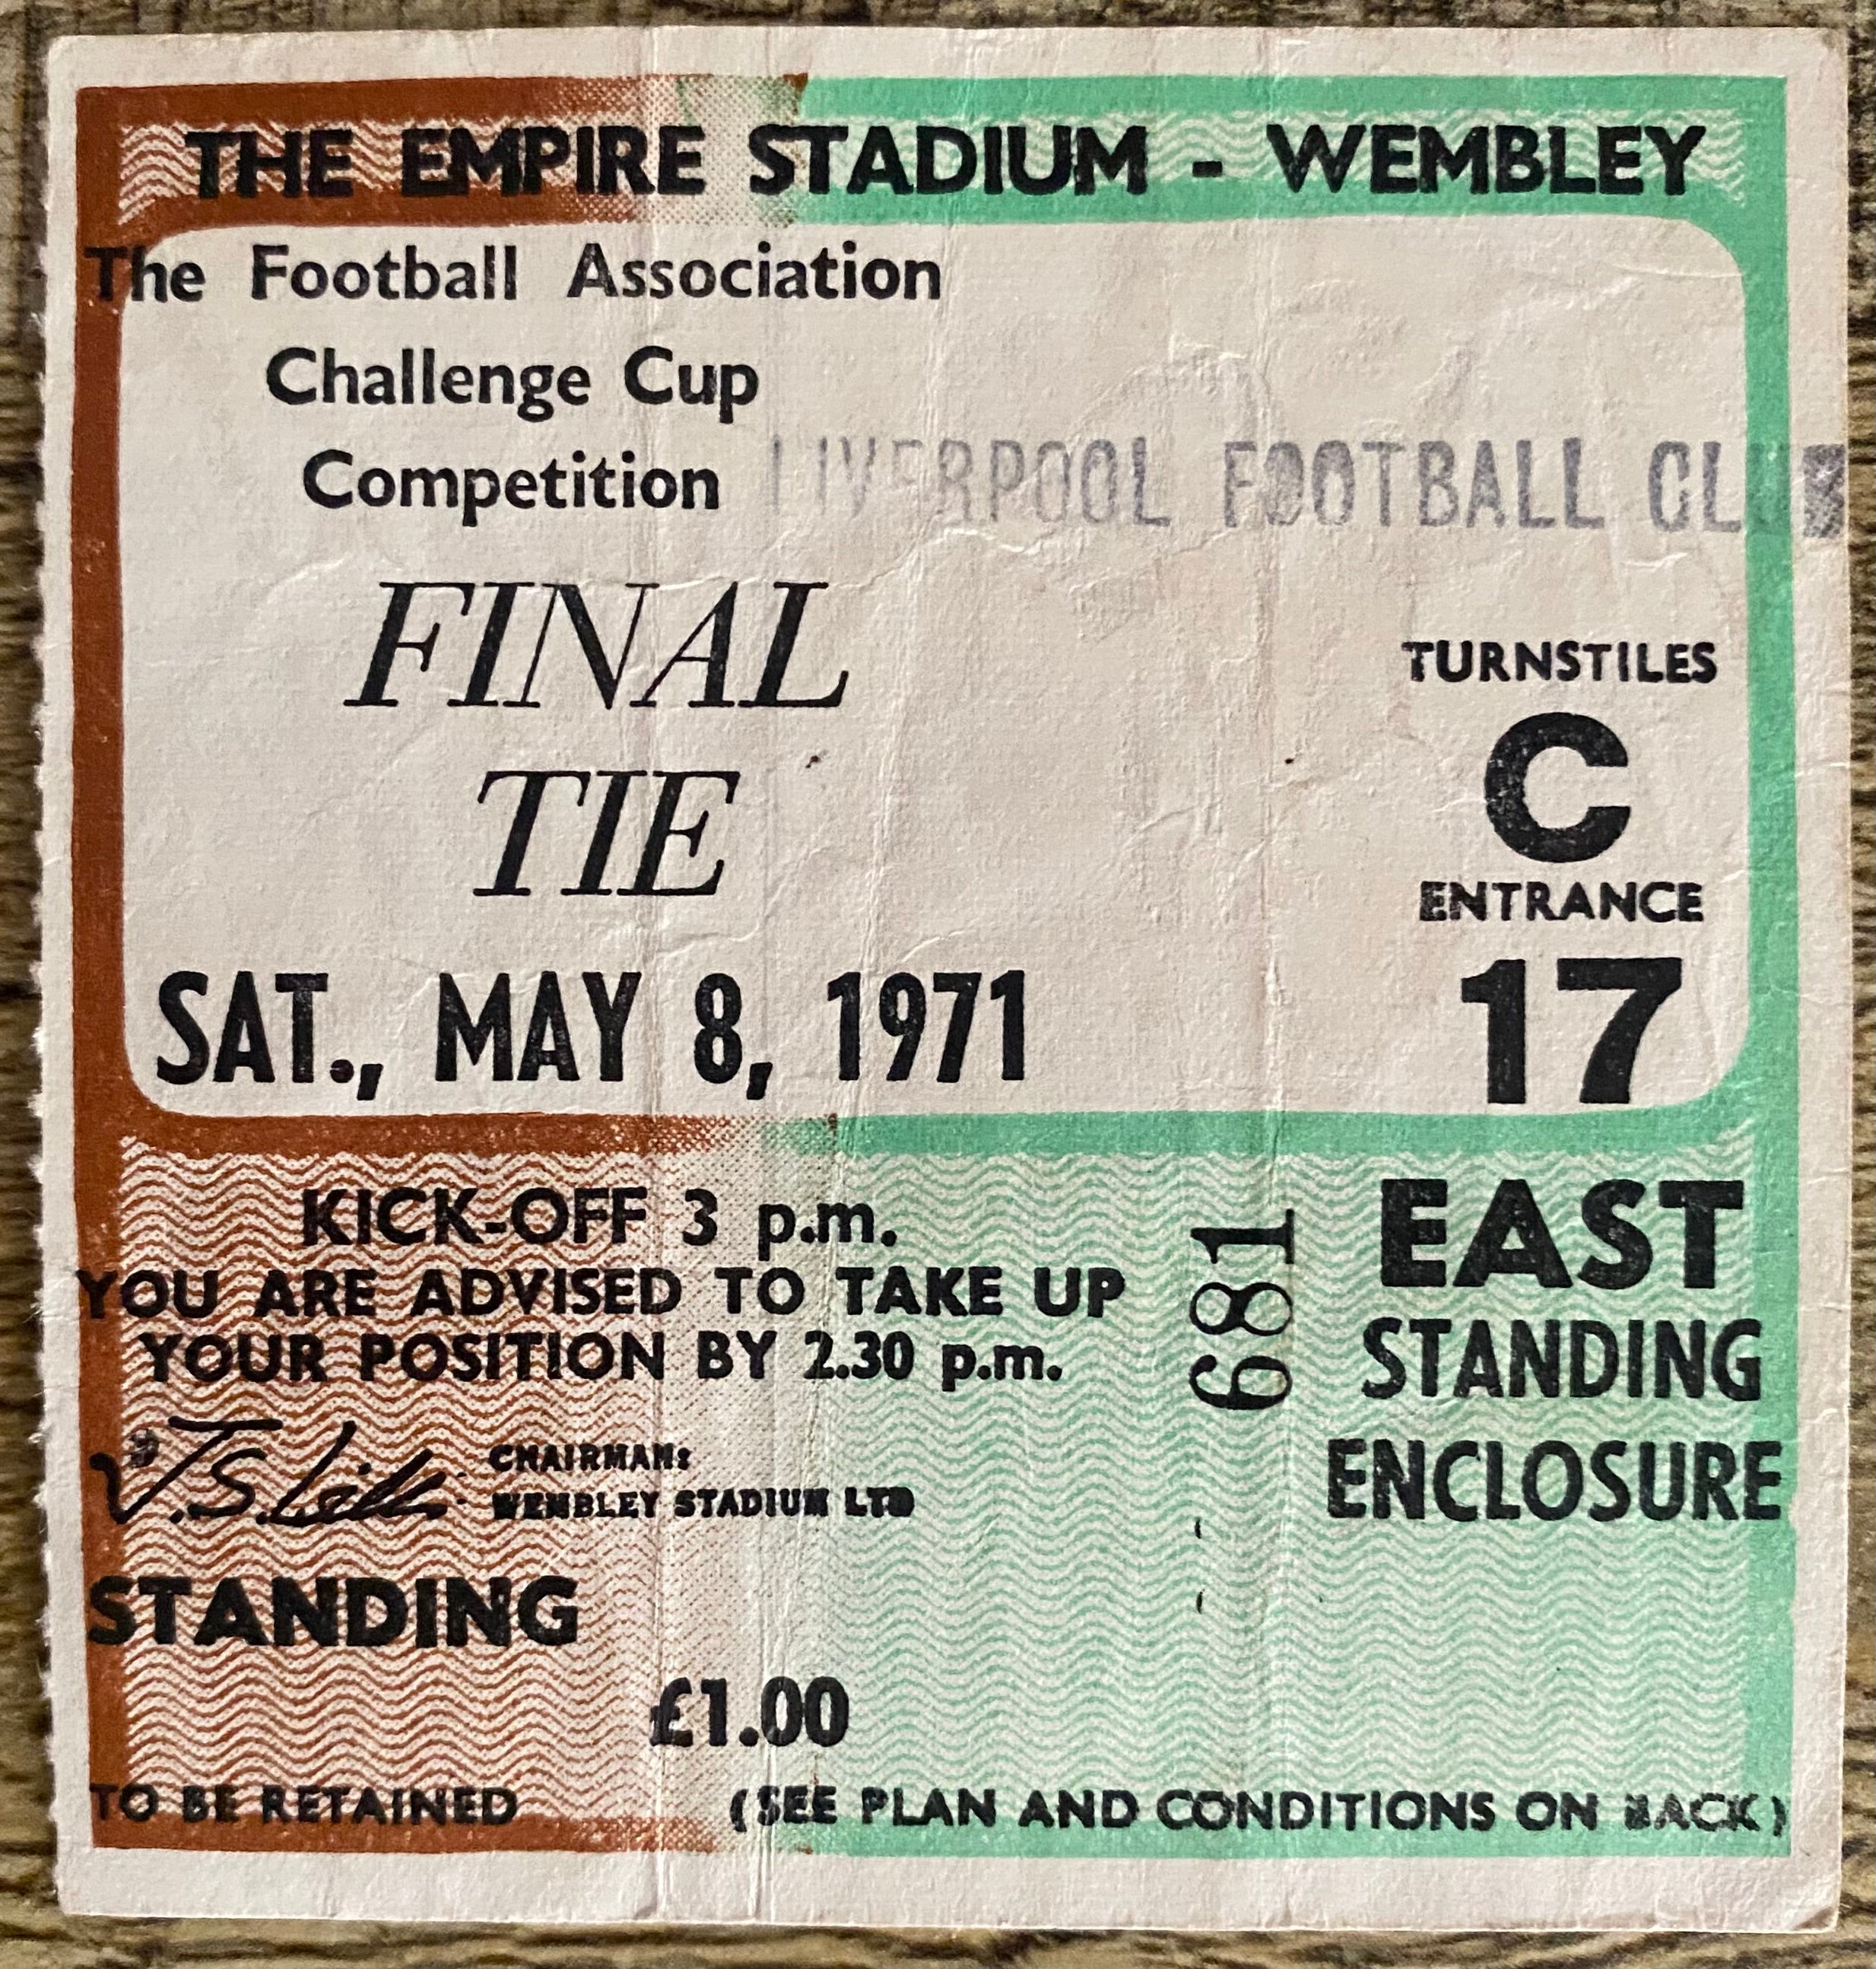 THE EMPIRE STADIUM - WEMBLEY
The Football Association
Challenge Cup
Competition
LIVERPOOL FOOTBALL CLUB
FINAL
TIE
SAT., MAY 8, 1971
TURNSTILES
C
ENTRANCE
17
KICK-OFF 3 p.m.
YOU ARE ADVISED TO TAKE UP
YOUR POSITION BY 2.30 p.m.
CHAIRMAN:
WEMBLEY STADIUM LTD
681
EAST
STANDING
ENCLOSURE
STANDING
£1.00
TO BE RETAINED (SEE PLAN AND CONDITIONS ON BACK)